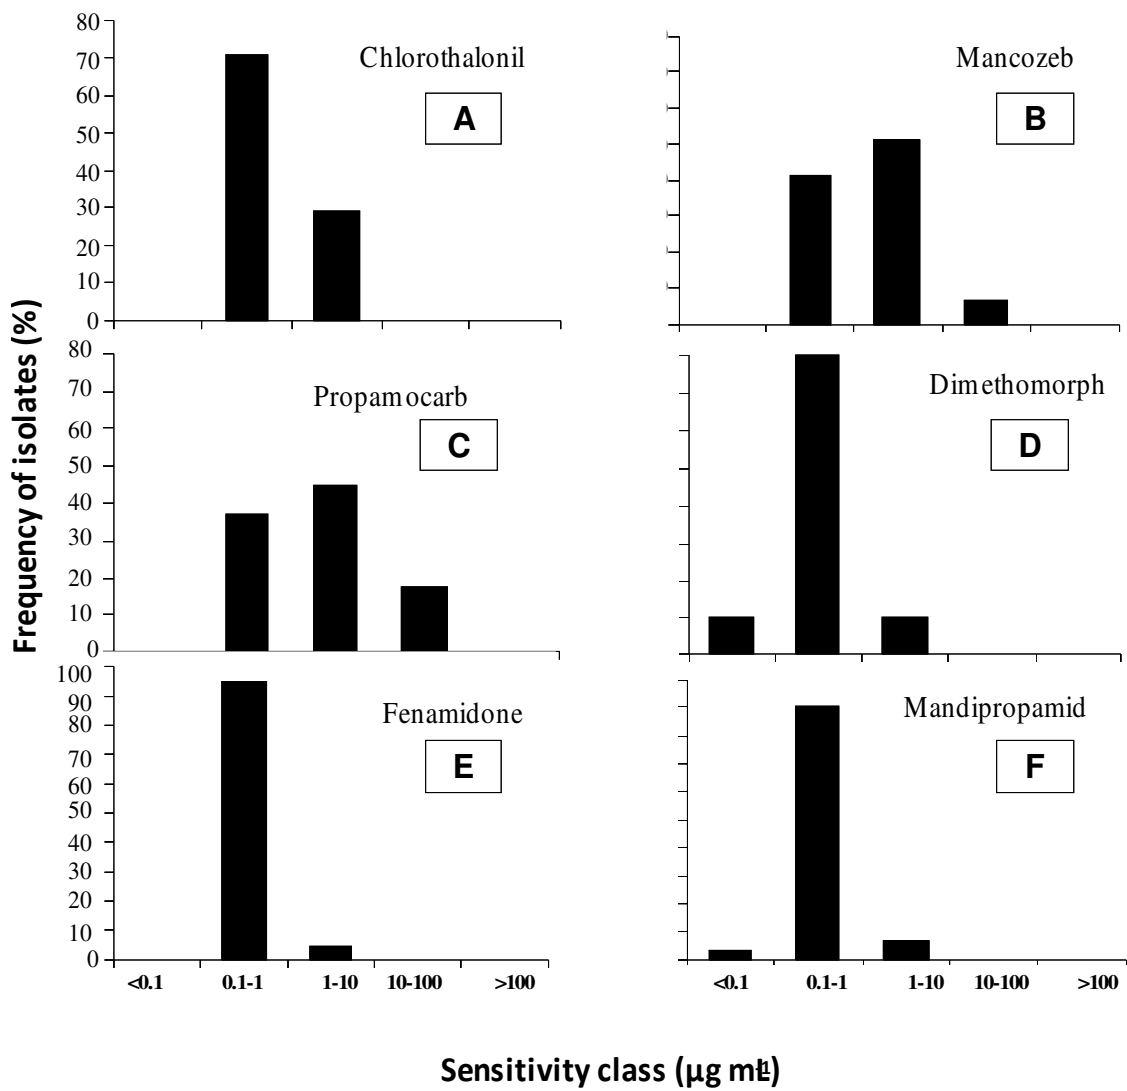 80
70
60
50
40
30
20
10
0
Chlorothalonil
A
Mancozeb
B
Frequency of isolates (%)
80
70
60
50
40
30
20
10
0
Propamocarb
C
Dimethomorph
D
100
90
80
70
60
50
40
30
20
10
0
Fenamidone
E
Mandipropamid
F
<0.1 0.1-1 1-10 10-100 >100
<0.1 0.1-1 1-10 10-100 >100
Sensitivity class (µg mL-1)